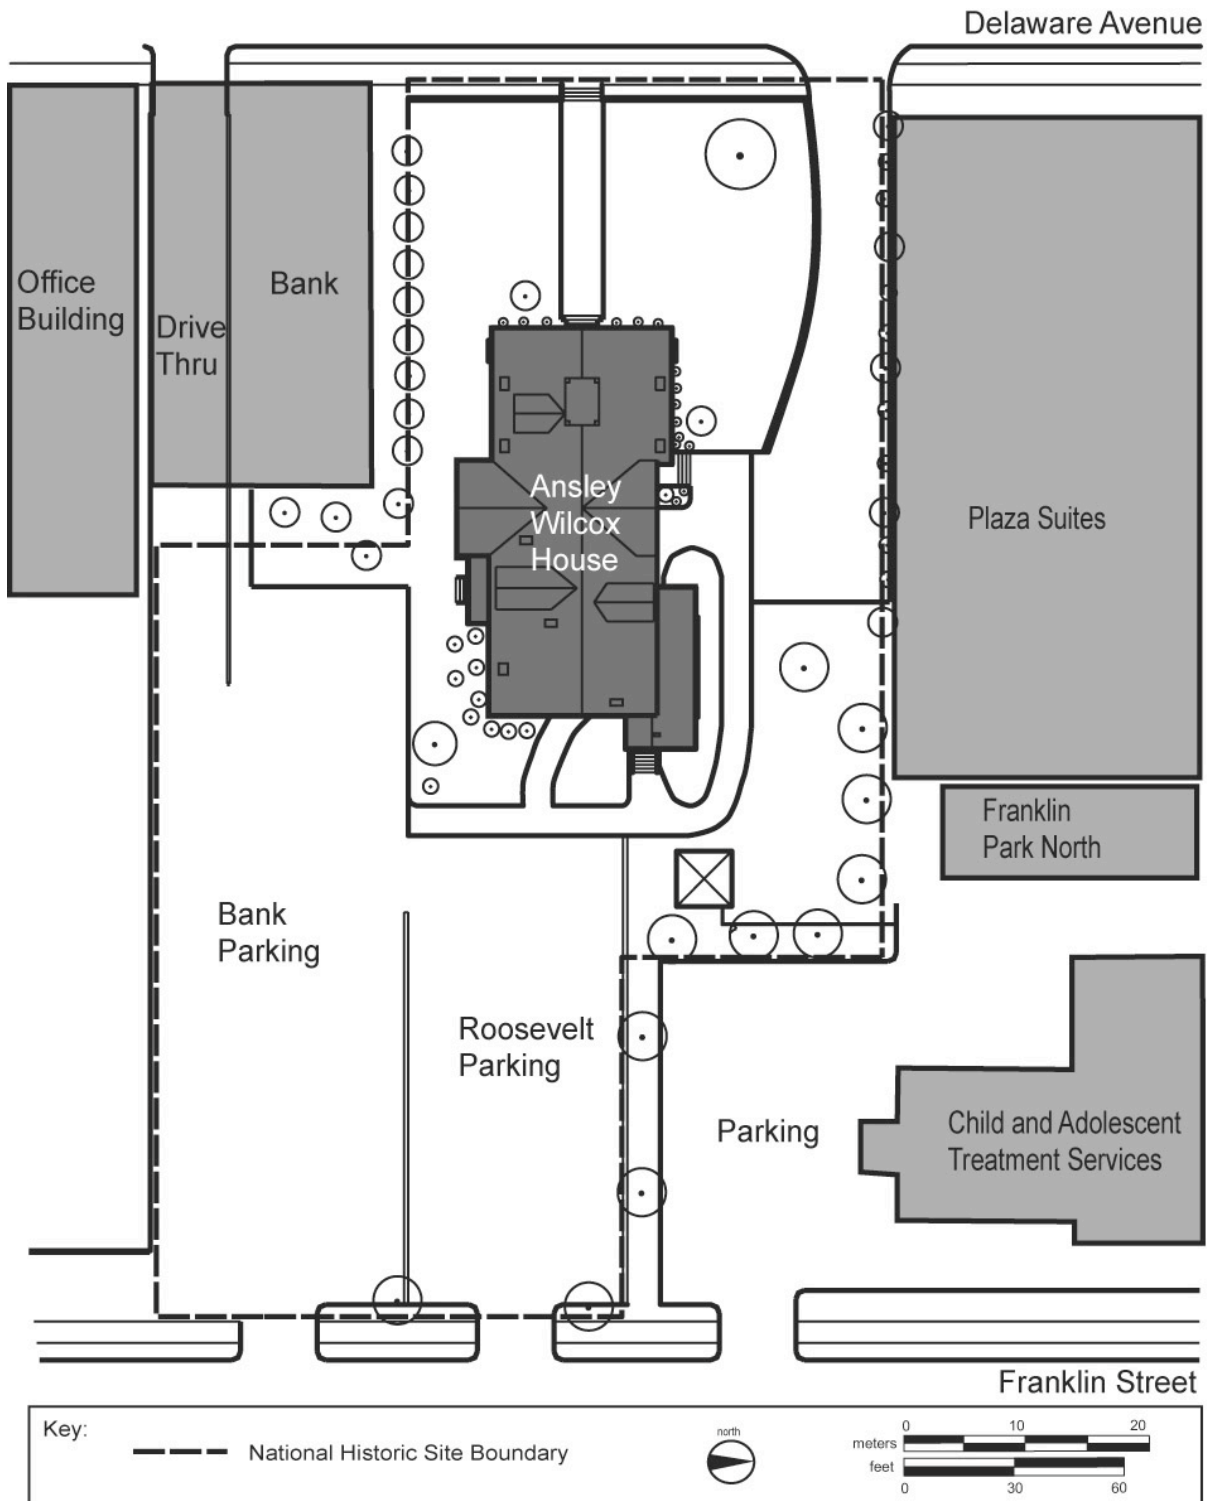 Delaware Avenue
Office
Building
Drive
Thru
Bank
Ansley
Wilcox
House
Plaza Suites
Franklin
Park North
Bank
Parking
Roosevelt
Parking
Parking
Child and Adolescent
Treatment Services
Franklin Street
Key:
National Historic Site Boundary
north
0 10 20
meters
feet
0 30 60